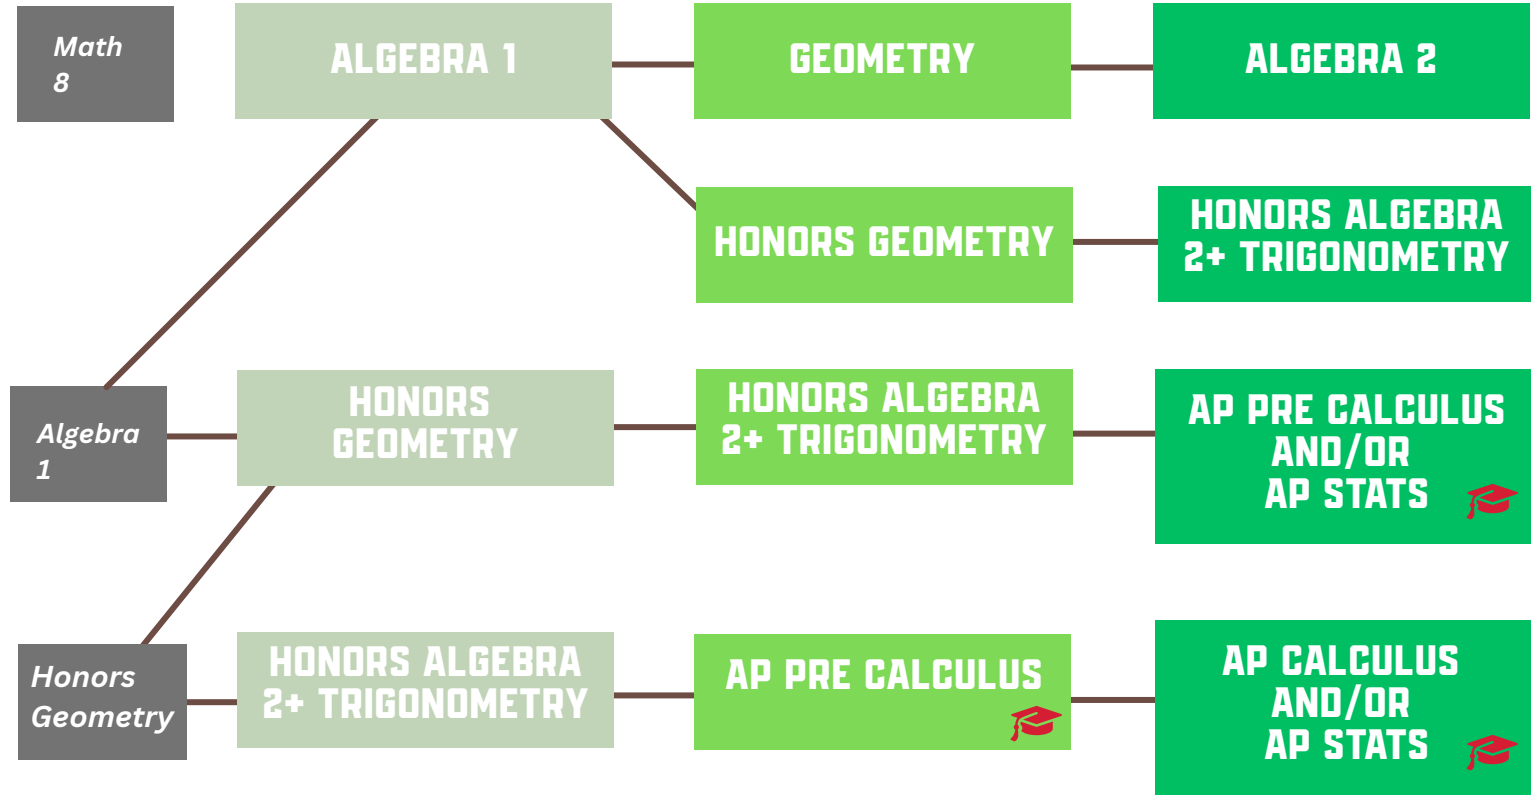 Math
8
ALGEBRA 1
GEOMETRY
ALGEBRA 2
HONORS GEOMETRY
HONORS ALGEBRA
2+ TRIGONOMETRY
Algebra
1
HONORS
GEOMETRY
HONORS ALGEBRA
2+ TRIGONOMETRY
AP PRE CALCULUS
AND/OR
AP STATS
Honors
Geometry
HONORS ALGEBRA
2+ TRIGONOMETRY
AP PRE CALCULUS
AP CALCULUS
AND/OR
AP STATS